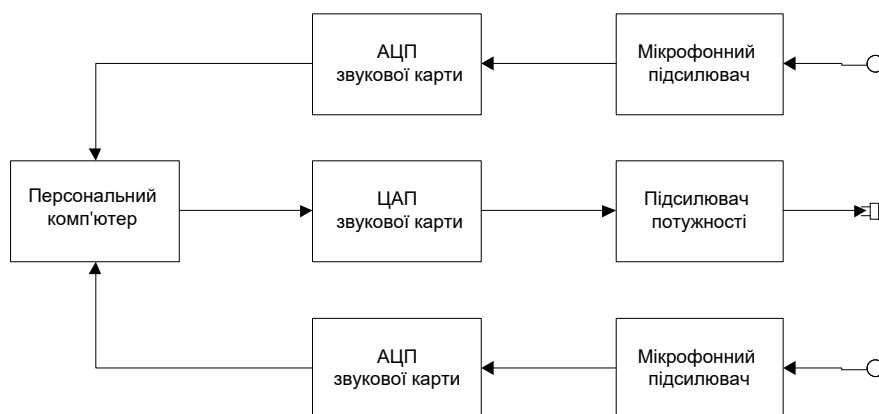 АЦП
звукової карти
Мікрофонний
підсилювач
Персональний
комп'ютер
ЦАП
звукової карти
Підсилювач
потужності
АЦП
звукової карти
Мікрофонний
підсилювач